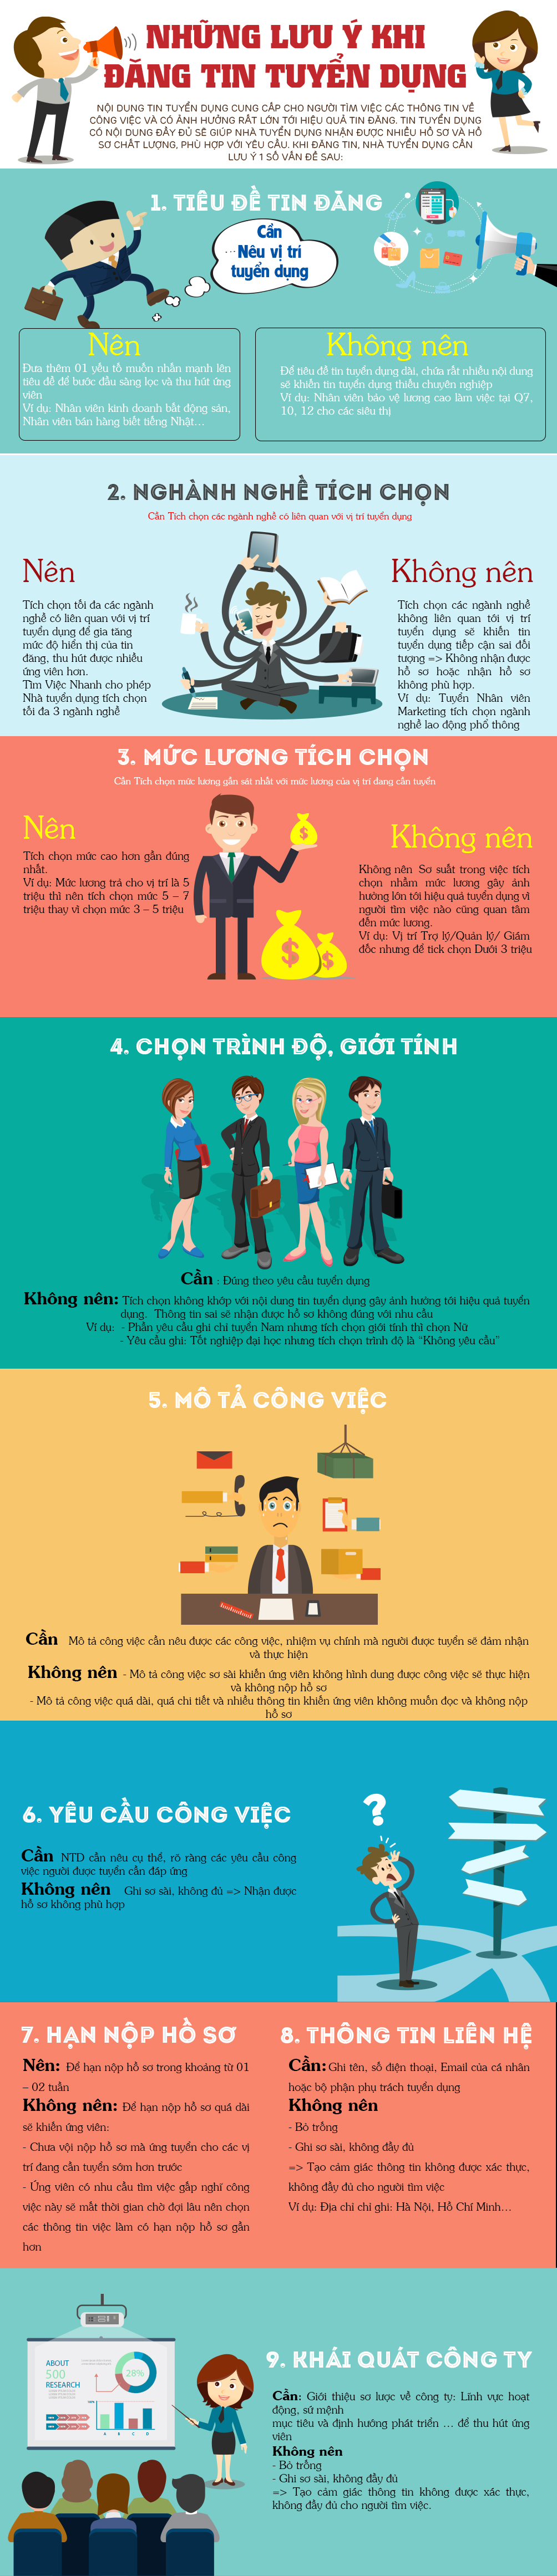 NHỮNG LƯU Ý KHI
ĐĂNG TIN TUYỂN DỤNG
NỘI DUNG TIN TUYỂN DỤNG CUNG CẤP CHO NGƯỜI TÌM VIỆC CÁC THÔNG TIN VỀ
CÔNG VIỆC VÀ CÓ ẢNH HƯỞNG RẤT LỚN TỚI HIỆU QUẢ TIN ĐĂNG. TIN TUYỂN DỤNG
CÓ NỘI DUNG ĐẦY ĐỦ SẼ GIÚP NHÀ TUYỂN DỤNG NHẬN ĐƯỢC NHIỀU HỒ SƠ VÀ HỒ
SƠ CHẤT LƯỢNG, PHÙ HỢP VỚI YÊU CẦU. KHI ĐĂNG TIN, NHÀ TUYỂN DỤNG CẦN
LƯU Ý 1 SỐ VẤN ĐỀ SAU:
1. TIÊU ĐỀ TIN ĐĂNG
Cần
Nêu vị trí
tuyển dụng
Nên
Đưa thêm 01 yếu tố muốn nhấn mạnh lên
tiêu đề để bước đầu sàng lọc và thu hút ứng
viên
Ví dụ: Nhân viên kinh doanh bất động sản,
Nhân viên bán hàng biết tiếng Nhật...
Không nên
Để tiêu đề tin tuyển dụng dài, chứa rất nhiều nội dung
sẽ khiến tin tuyển dụng thiếu chuyên nghiệp
Ví dụ: Nhân viên bảo vệ lương cao làm việc tại Q7,
10, 12 cho các siêu thị
2. NGHÀNH NGHỀ TÍCH CHỌN
Cần Tích chọn các ngành nghề có liên quan với vị trí tuyển dụng
Nên
Tích chọn tối đa các ngành
nghề có liên quan với vị trí
tuyển dụng để gia tăng
mức độ hiển thị của tin
đăng, thu hút được nhiều
ứng viên hơn.
Tìm Việc Nhanh cho phép
Nhà tuyển dụng tích chọn
tối đa 3 ngành nghề
Không nên
Tích chọn các ngành nghề
không liên quan tới vị trí
tuyển dụng sẽ khiến tin
tuyển dụng tiếp cận sai đối
tượng => Không nhận được
hồ sơ hoặc nhận hồ sơ
không phù hợp.
Ví dụ: Tuyển Nhân viên
Marketing tích chọn ngành
nghề lao động phổ thông
3. MỨC LƯƠNG TÍCH CHỌN
Cần Tích chọn mức lương gần sát nhất với mức lương của vị trí đang cần tuyển
Nên
Tích chọn mức cao hơn gần đúng
nhất.
Ví dụ: Mức lương trả cho vị trí là 5
triệu thì nên tích chọn mức 5 – 7
triệu thay vì chọn mức 3 – 5 triệu
Không nên
Không nên Sơ suất trong việc tích
chọn nhầm mức lương gây ảnh
hưởng lớn tới hiệu quả tuyển dụng vì
người tìm việc nào cũng quan tâm
đến mức lương.
Ví dụ: Vị trí Trợ lý/Quản lý/ Giám
đốc nhưng để tick chọn Dưới 3 triệu
4. CHỌN TRÌNH ĐỘ, GIỚI TÍNH
Cần : Đúng theo yêu cầu tuyển dụng
Không nên: Tích chọn không khớp với nội dung tin tuyển dụng gây ảnh hưởng tới hiệu quả tuyển
dụng. Thông tin sai sẽ nhận được hồ sơ không đúng với nhu cầu
Ví dụ: - Phần yêu cầu ghi chỉ tuyển Nam nhưng tích chọn giới tính thì chọn Nữ
- Yêu cầu ghi: Tốt nghiệp đại học nhưng tích chọn trình độ là “Không yêu cầu”
5. MÔ TẢ CÔNG VIỆC
Cần Mô tả công việc cần nêu được các công việc, nhiệm vụ chính mà người được tuyển sẽ đảm nhận
và thực hiện
Không nên - Mô tả công việc sơ sài khiến ứng viên không hình dung được công việc sẽ thực hiện
và không nộp hồ sơ
- Mô tả công việc quá dài, quá chi tiết và nhiều thông tin khiến ứng viên không muốn đọc và không nộp
hồ sơ
6. YÊU CẦU CÔNG VIỆC
?
Cần NTD cần nêu cụ thể, rõ ràng các yêu cầu công
việc người được tuyển cần đáp ứng
Không nên Ghi sơ sài, không đủ => Nhận được
hồ sơ không phù hợp
7. HẠN NỘP HỒ SƠ
Nên: Để hạn nộp hồ sơ trong khoảng từ 01
– 02 tuần
Không nên: Để hạn nộp hồ sơ quá dài
sẽ khiến ứng viên:
- Chưa vội nộp hồ sơ mà ứng tuyển cho các vị
trí đang cần tuyển sớm hơn trước
- Ứng viên có nhu cầu tìm việc gấp nghĩ công
việc này sẽ mất thời gian chờ đợi lâu nên chọn
các thông tin việc làm có hạn nộp hồ sơ gần
hơn
8. THÔNG TIN LIÊN HỆ
Cần: Ghi tên, số điện thoại, Email của cá nhân
hoặc bộ phận phụ trách tuyển dụng
Không nên
- Bỏ trống
- Ghi sơ sài, không đầy đủ
=> Tạo cảm giác thông tin không được xác thực,
không đầy đủ cho người tìm việc
Ví dụ: Địa chỉ chỉ ghi: Hà Nội, Hồ Chí Minh...
ABOUT
500
RESEARCH
28%
A B C D
9. KHÁI QUÁT CÔNG TY
Cần: Giới thiệu sơ lược về công ty: Lĩnh vực hoạt
động, sứ mệnh
mục tiêu và định hướng phát triển ... để thu hút ứng
viên
Không nên
- Bỏ trống
- Ghi sơ sài, không đầy đủ
=> Tạo cảm giác thông tin không được xác thực,
không đầy đủ cho người tìm việc.